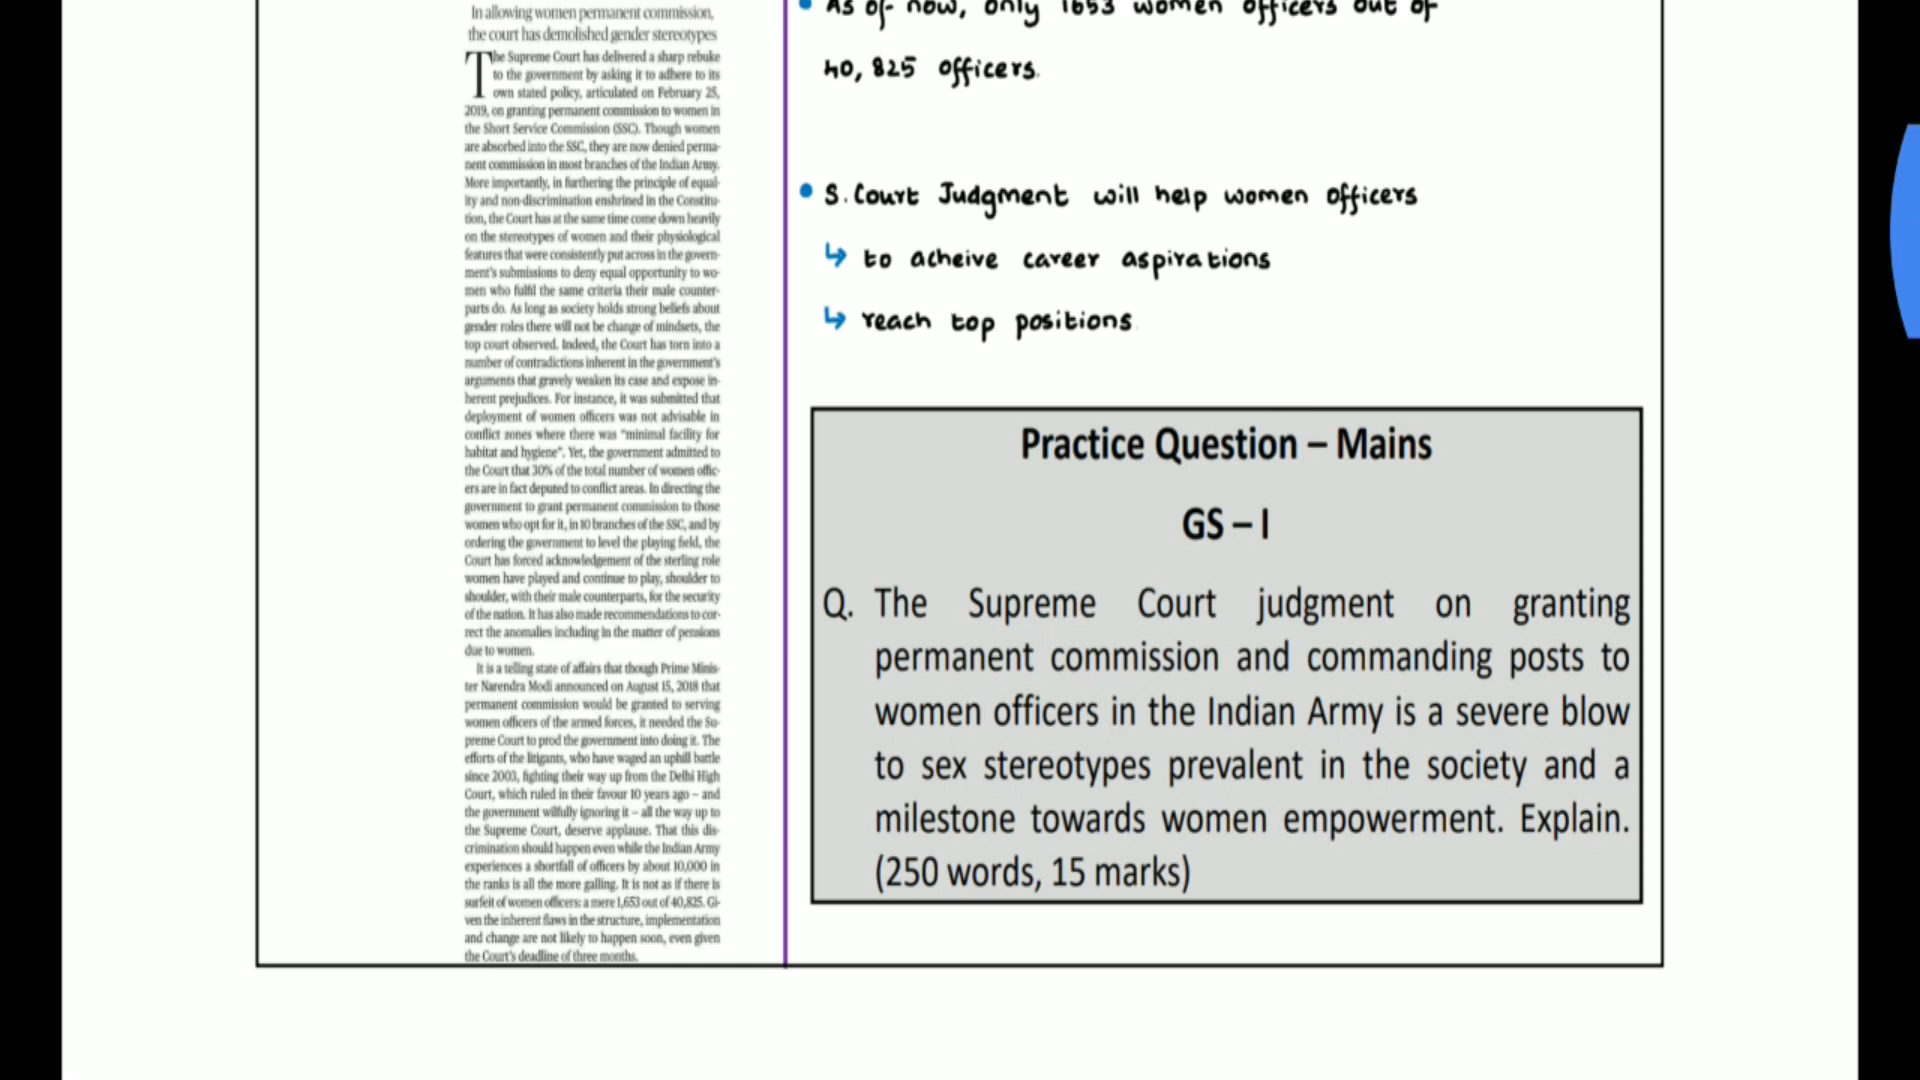 In allowing women permanent commission,
the court has demolished gender stereotypes
The Supreme Court has delivered a sharp rebuke
to the government by asking it to adhere to its
own stated policy, articulated on February 25,
2019, on granting permanent commission to women in
the Short Service Commission (SSC). Though women
are absorbed into the SSC, they are now denied perma-
nent commission in most branches of the Indian Army.
More importantly, in furthering the principle of equal-
ity and non-discrimination enshrined in the Constitu-
tion, the Court has at the same time come down heavily
on the stereotypes of women and their physiological
features that were consistently put across in the govern-
ment's submissions to deny equal opportunity to wo-
men who fulfil the same criteria their male counter-
parts do. As long as society holds strong beliefs about
gender roles there will not be change of mindsets, the
top court observed. Indeed, the Court has torn into a
number of contradictions inherent in the government's
arguments that gravely weaken its case and expose in-
herent prejudices. For instance, it was submitted that
deployment of women officers was not advisable in
conflict zones where there was "minimal facility for
habitat and hygiene". Yet, the government admitted to
the Court that 30% of the total number of women offic-
ers are in fact deputed to conflict areas. In directing the
government to grant permanent commission to those
women who opt for it, in 10 branches of the SSC, and by
ordering the government to level the playing field, the
Court has forced acknowledgement of the sterling role
women have played and continue to play, shoulder to
shoulder, with their male counterparts, for the security
of the nation. It has also made recommendations to cor-
rect the anomalies including in the matter of pensions
due to women.
It is a telling state of affairs that though Prime Minis-
ter Narendra Modi announced on August 15, 2018 that
permanent commission would be granted to serving
women officers of the armed forces, it needed the Su-
preme Court to prod the government into doing it. The
efforts of the litigants, who have waged an uphill battle
since 2003, fighting their way up from the Delhi High
Court, which ruled in their favour 10 years ago – and
the government wilfully ignoring it – all the way up to
the Supreme Court, deserve applause. That this dis-
crimination should happen even while the Indian Army
experiences a shortfall of officers by about 10,000 in
the ranks is all the more galling. It is not as if there is
surfeit of women officers: a mere 1,653 out of 40,825. Gi-
ven the inherent flaws in the structure, implementation
and change are not likely to happen soon, even given
the Court's deadline of three months.
• As of now, only 1653 women officers out of
40,825 officers.
• S. Court Judgment will help women officers
↳ to acheive career aspirations
↳ reach top positions.
Practice Question – Mains
GS – I
Q. The Supreme Court judgment on granting
permanent commission and commanding posts to
women officers in the Indian Army is a severe blow
to sex stereotypes prevalent in the society and a
milestone towards women empowerment. Explain.
(250 words, 15 marks)